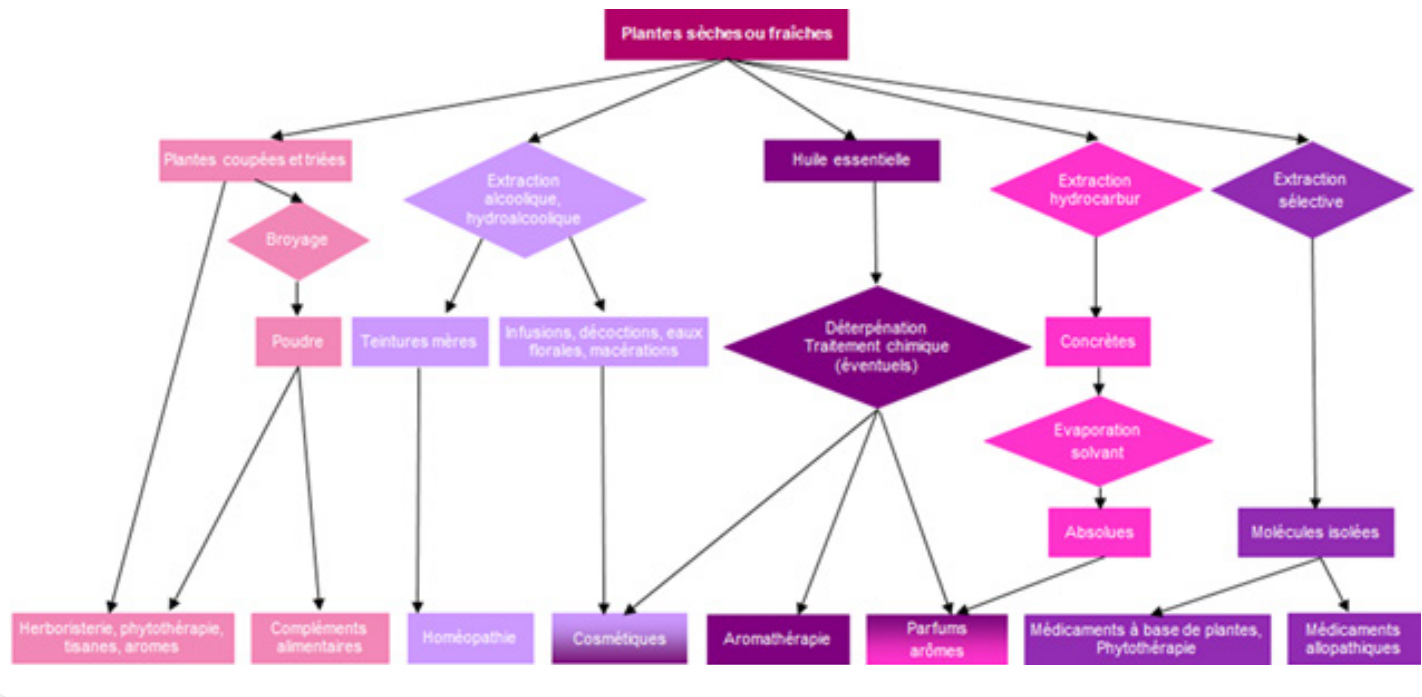 Plantes sèches ou fraîches
Plantes coupées et triées
Extraction
alcoolique,
hydroalcoolique
Huile essentielle
Extraction
hydrocarbur
Extraction
sélective
Broyage
Poudre
Teintures mères
Infusions, décoctions, eaux
florales, macérations
Déterpénation
Traitement chimique
(éventuels)
Concrètes
Evaporation
solvant
Absolues
Molécules isolées
Herboristerie, phytothérapie,
tisanes, aromes
Compléments
alimentaires
Homéopathie
Cosmétiques
Aromathérapie
Parfums
arômes
Médicaments à base de plantes,
Phytothérapie
Médicaments
allopathiques